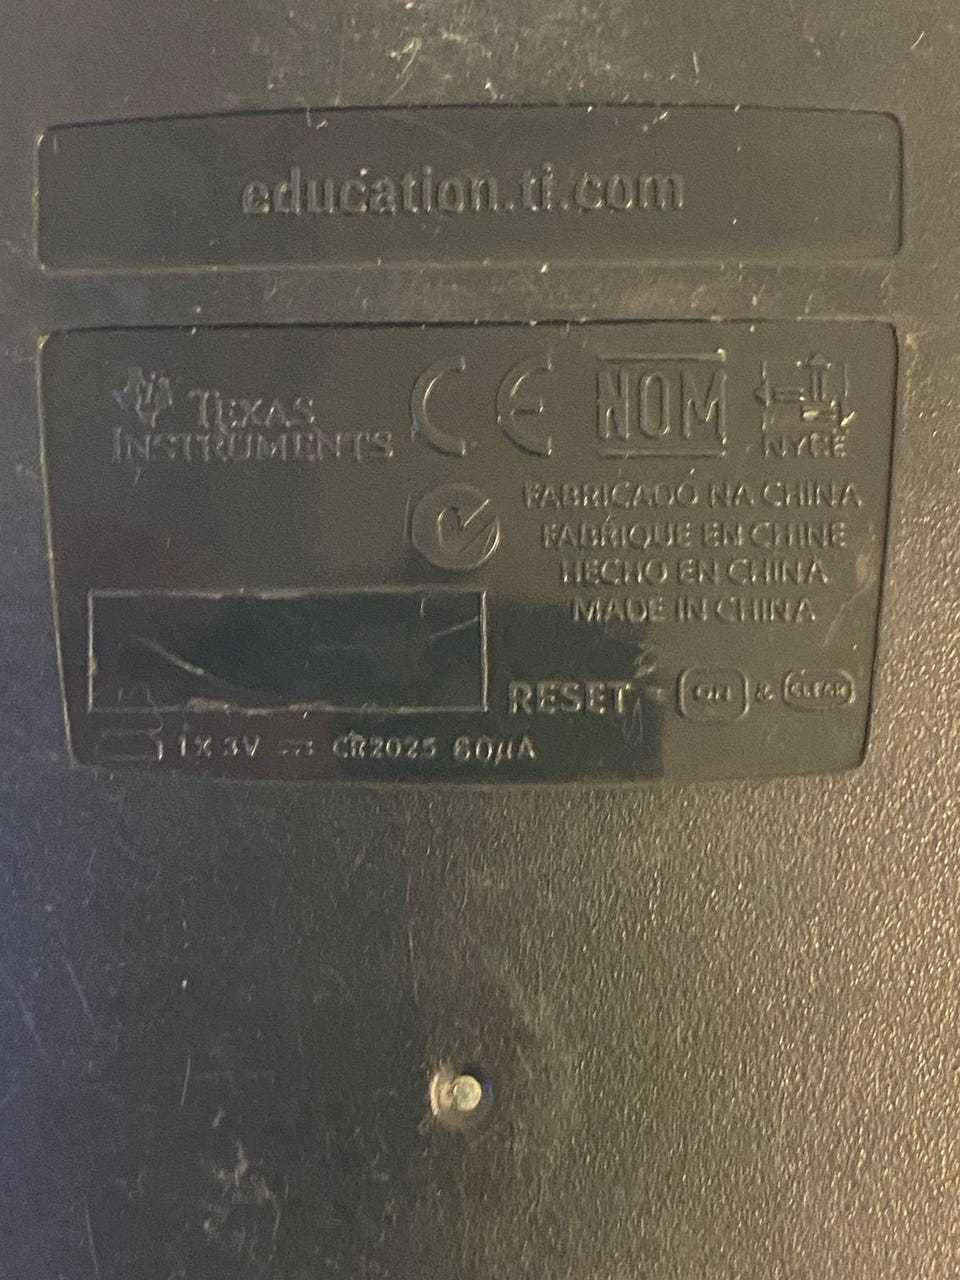 education.ti.com
TEXAS
INSTRUMENTS
CE
NOM
NYCE
FABRICADO NA CHINA
FABRIQUE EN CHINE
HECHO EN CHINA
MADE IN CHINA
RESET ON & CLEAR
1 X 3V ⎓ CR2025 60µA